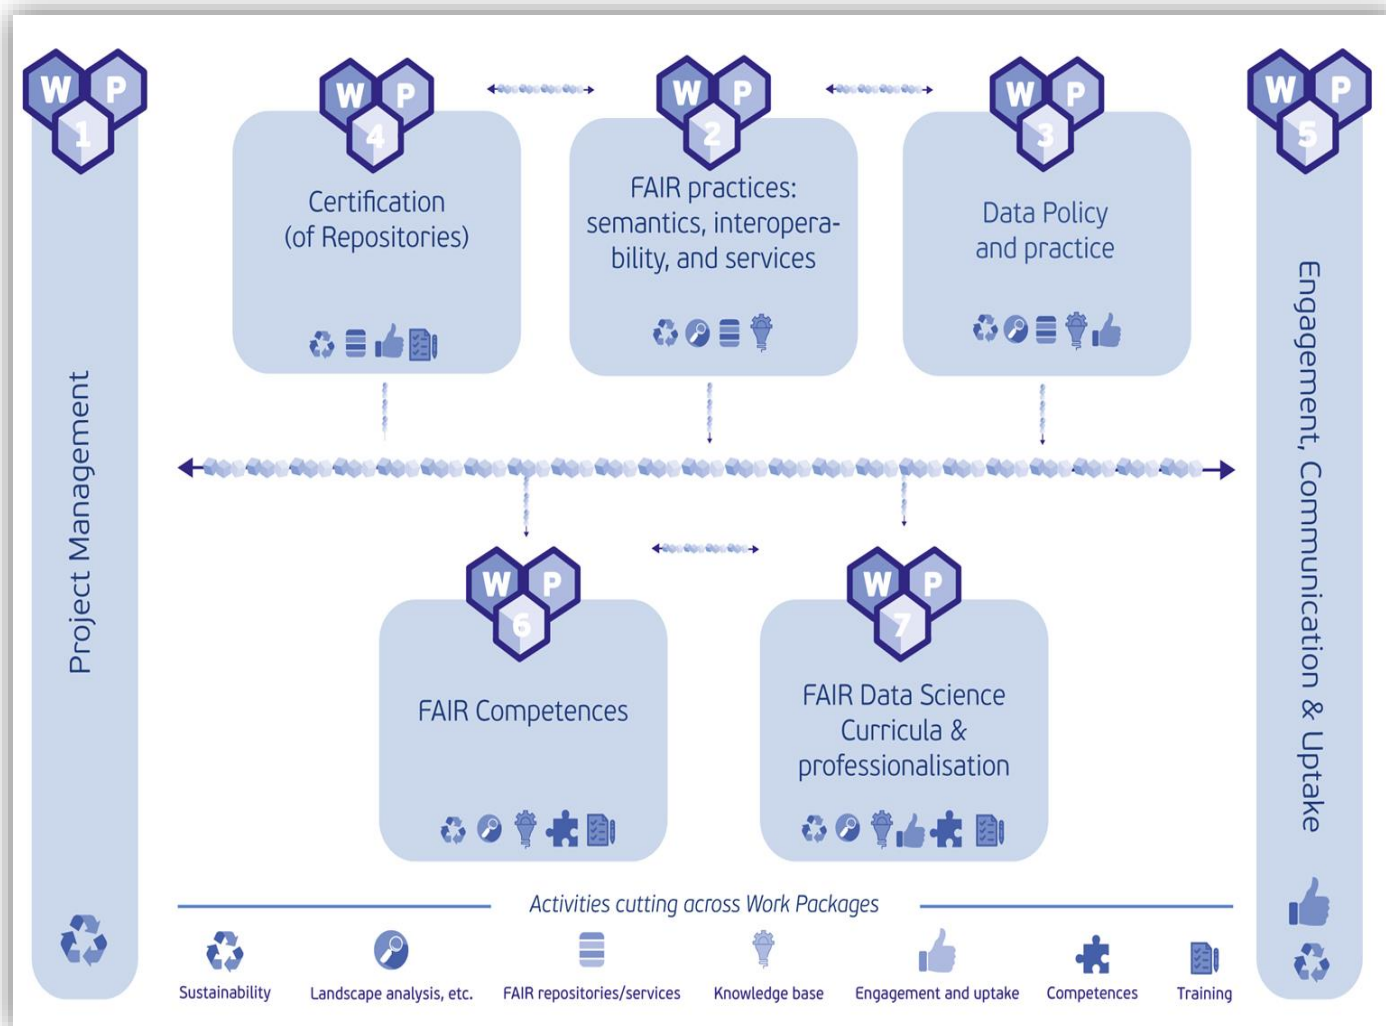 W P
1
Project Management
W P
4
Certification
(of Repositories)
W P
2
FAIR practices:
semantics, interopera-
bility, and services
W P
3
Data Policy
and practice
W P
5
Engagement, Communication & Uptake
W P
6
FAIR Competences
W P
7
FAIR Data Science
Curricula &
professionalisation
Activities cutting across Work Packages
Sustainability
Landscape analysis, etc.
FAIR repositories/services
Knowledge base
Engagement and uptake
Competences
Training